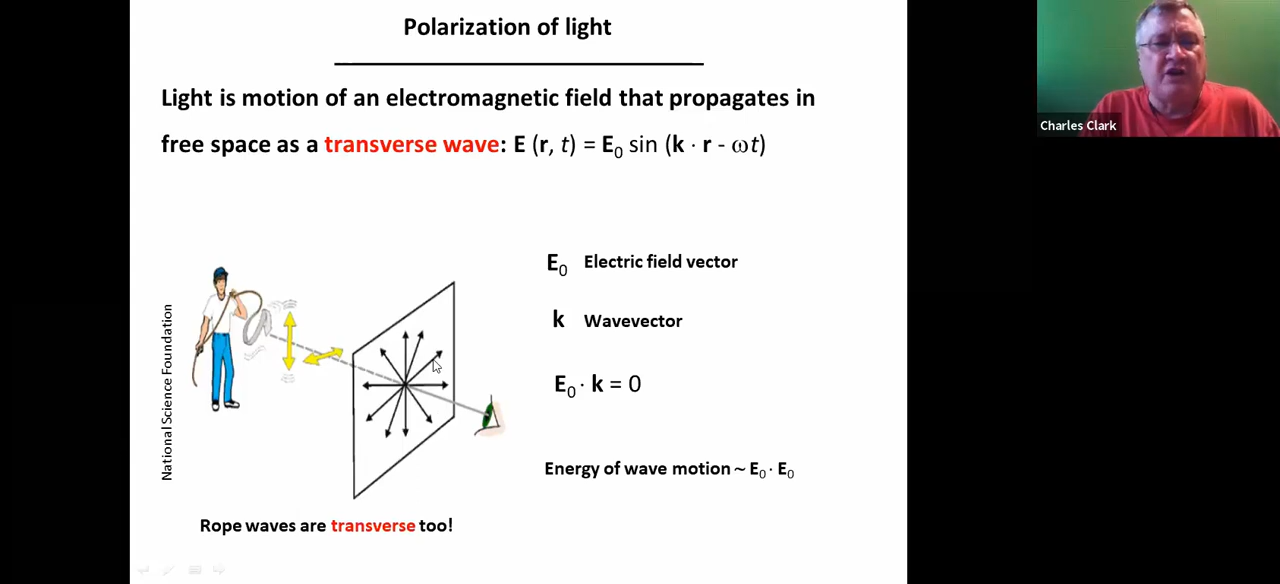 Polarization of light
Light is motion of an electromagnetic field that propagates in
free space as a transverse wave: E (r, t) = E₀ sin (k · r - ωt)
E₀ Electric field vector
k Wavevector
E₀ · k = 0
Energy of wave motion ~ E₀ · E₀
National Science Foundation
Rope waves are transverse too!
Charles Clark